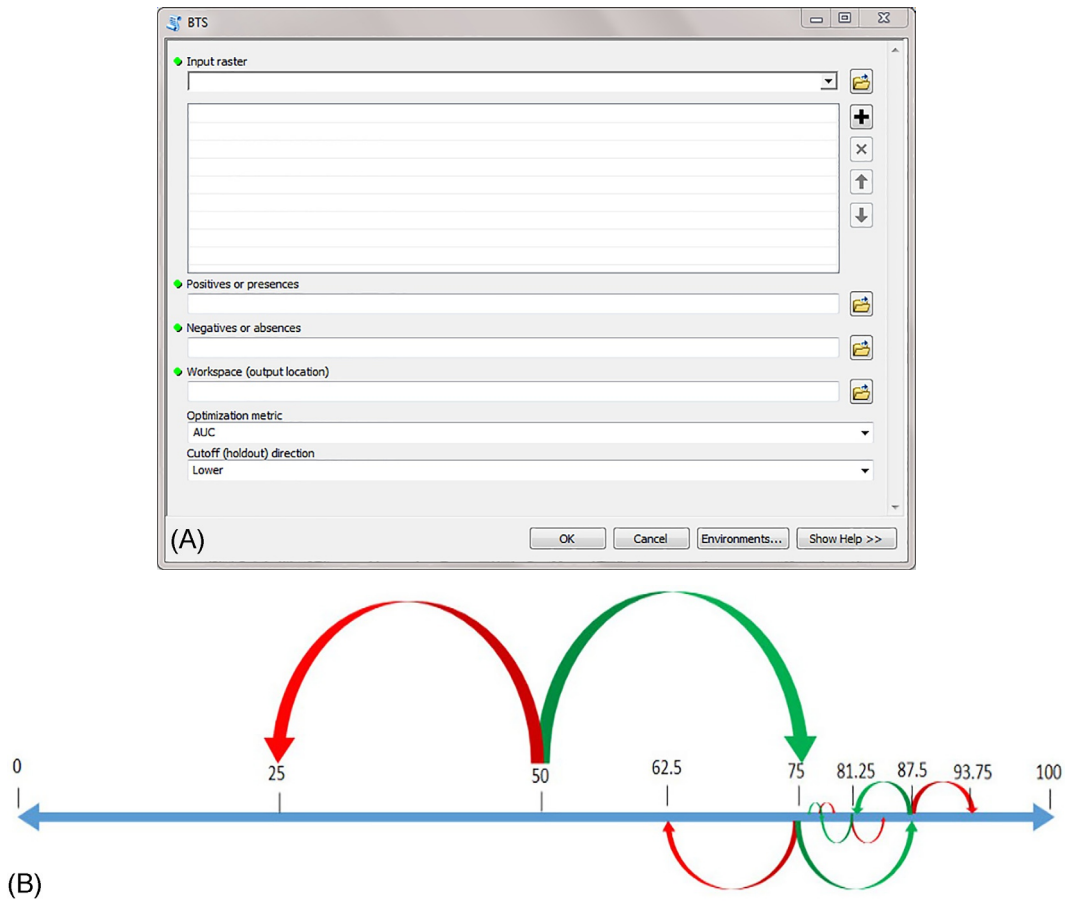 BTS
Input raster
Positives or presences
Negatives or absences
Workspace (output location)
Optimization metric
AUC
Cutoff (holdout) direction
Lower
(A)
OK
Cancel
Environments...
Show Help >>
0
25
50
62.5
75
81.25
87.5
93.75
100
(B)